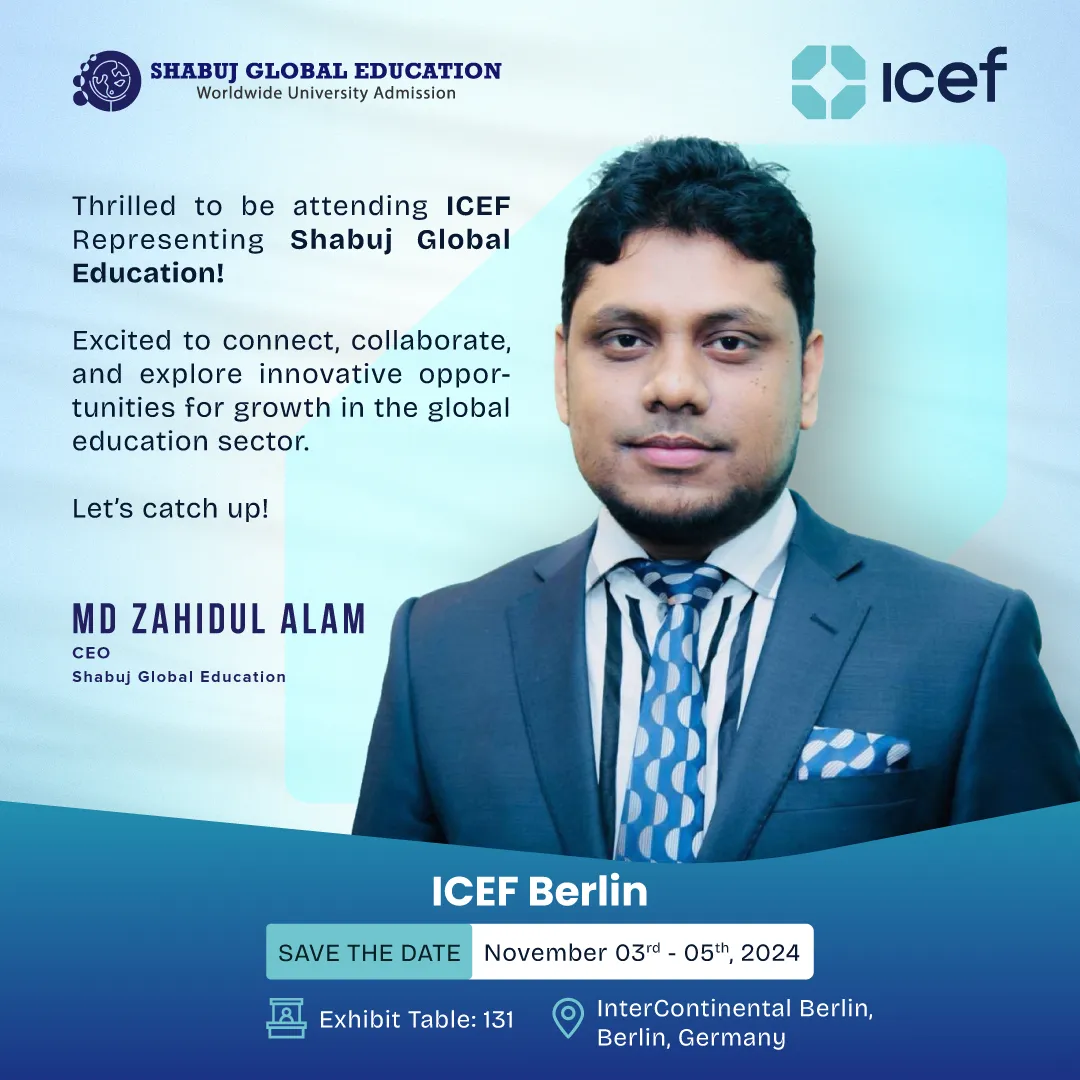 SHABUJ GLOBAL EDUCATION
Worldwide University Admission
ıcef
Thrilled to be attending ICEF
Representing Shabuj Global
Education!
Excited to connect, collaborate,
and explore innovative oppor-
tunities for growth in the global
education sector.
Let’s catch up!
MD ZAHIDUL ALAM
CEO
Shabuj Global Education
ICEF Berlin
SAVE THE DATE November 03rd - 05th, 2024
Exhibit Table: 131
InterContinental Berlin,
Berlin, Germany